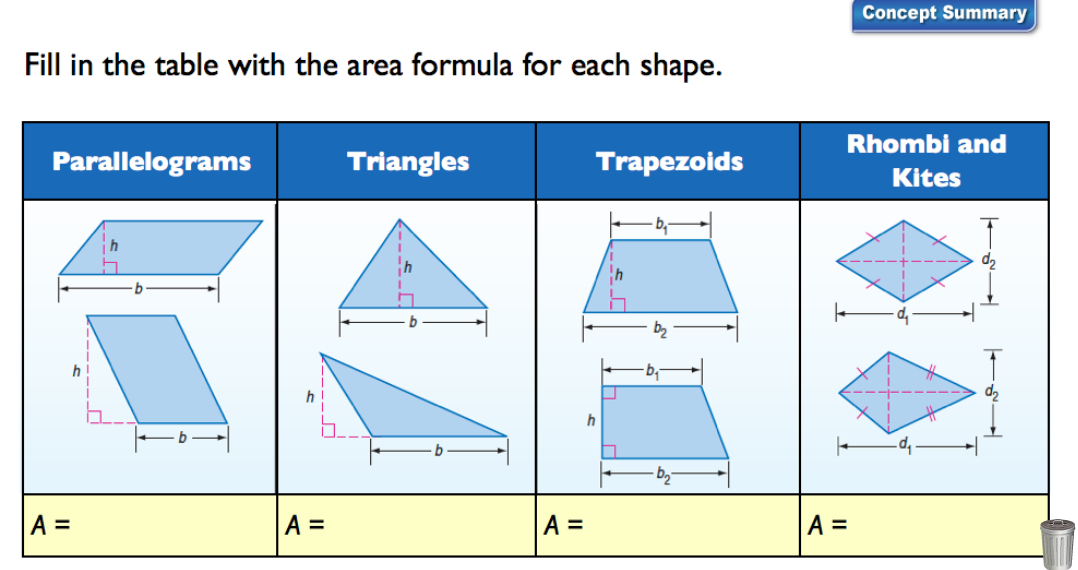 Concept Summary
Fill in the table with the area formula for each shape.
Parallelograms
Triangles
Trapezoids
Rhombi and
Kites
h
b
h
b
h
b
h
b
b₁
h
b₂
b₁
h
b₂
d₂
d₁
d₂
d₁
A =
A =
A =
A =